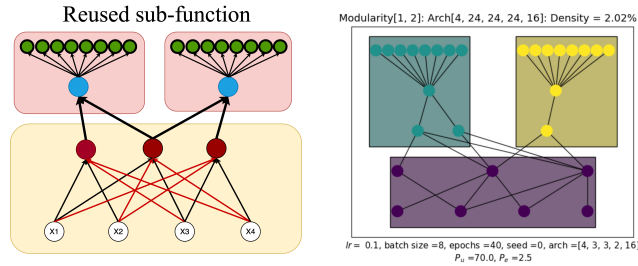 Reused sub-function
X1 X2 X3 X4
Modularity[1, 2]: Arch[4, 24, 24, 24, 16]: Density = 2.02%
lr = 0.1, batch size =8, epochs =40, seed =0, arch =[4, 3, 3, 2, 16]
Pᵤ =70.0, Pₑ =2.5